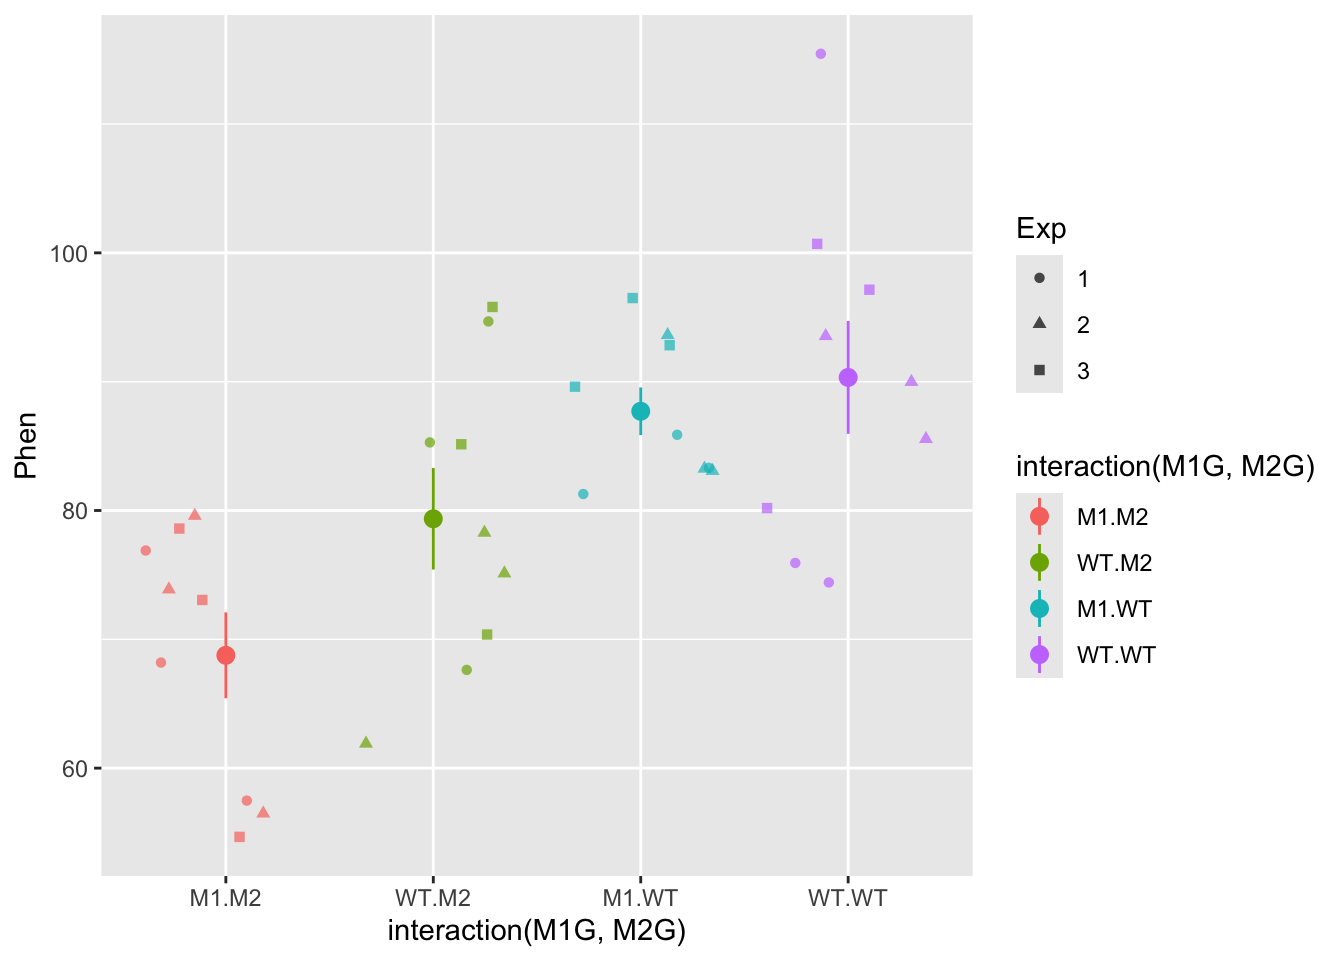 Phen
100
80
60
M1.M2 WT.M2 M1.WT WT.WT
interaction(M1G, M2G)
Exp
1
2
3
interaction(M1G, M2G)
M1.M2
WT.M2
M1.WT
WT.WT